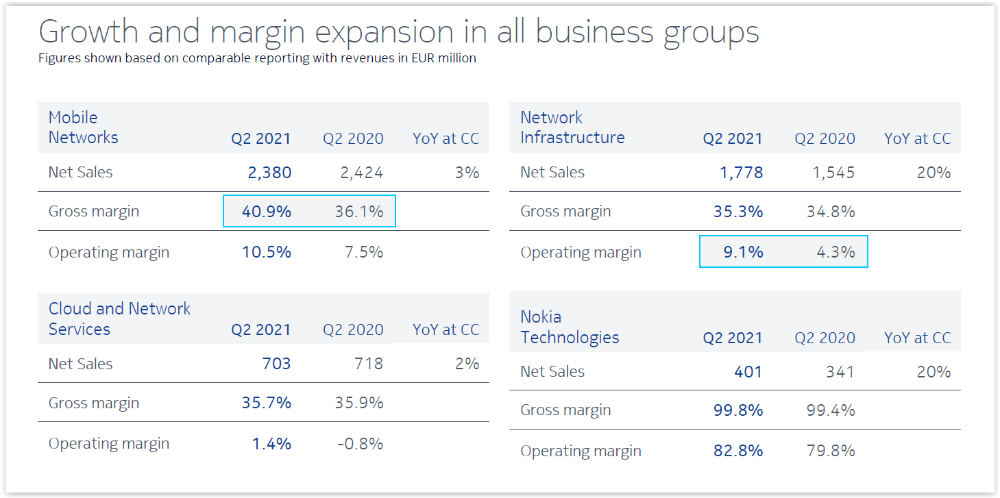 Growth and margin expansion in all business groups
Figures shown based on comparable reporting with revenues in EUR million
Mobile
Networks Q2 2021 Q2 2020 YoY at CC
Net Sales 2,380 2,424 3%
Gross margin 40.9% 36.1%
Operating margin 10.5% 7.5%
Network
Infrastructure Q2 2021 Q2 2020 YoY at CC
Net Sales 1,778 1,545 20%
Gross margin 35.3% 34.8%
Operating margin 9.1% 4.3%
Cloud and Network
Services Q2 2021 Q2 2020 YoY at CC
Net Sales 703 718 2%
Gross margin 35.7% 35.9%
Operating margin 1.4% -0.8%
Nokia
Technologies Q2 2021 Q2 2020 YoY at CC
Net Sales 401 341 20%
Gross margin 99.8% 99.4%
Operating margin 82.8% 79.8%